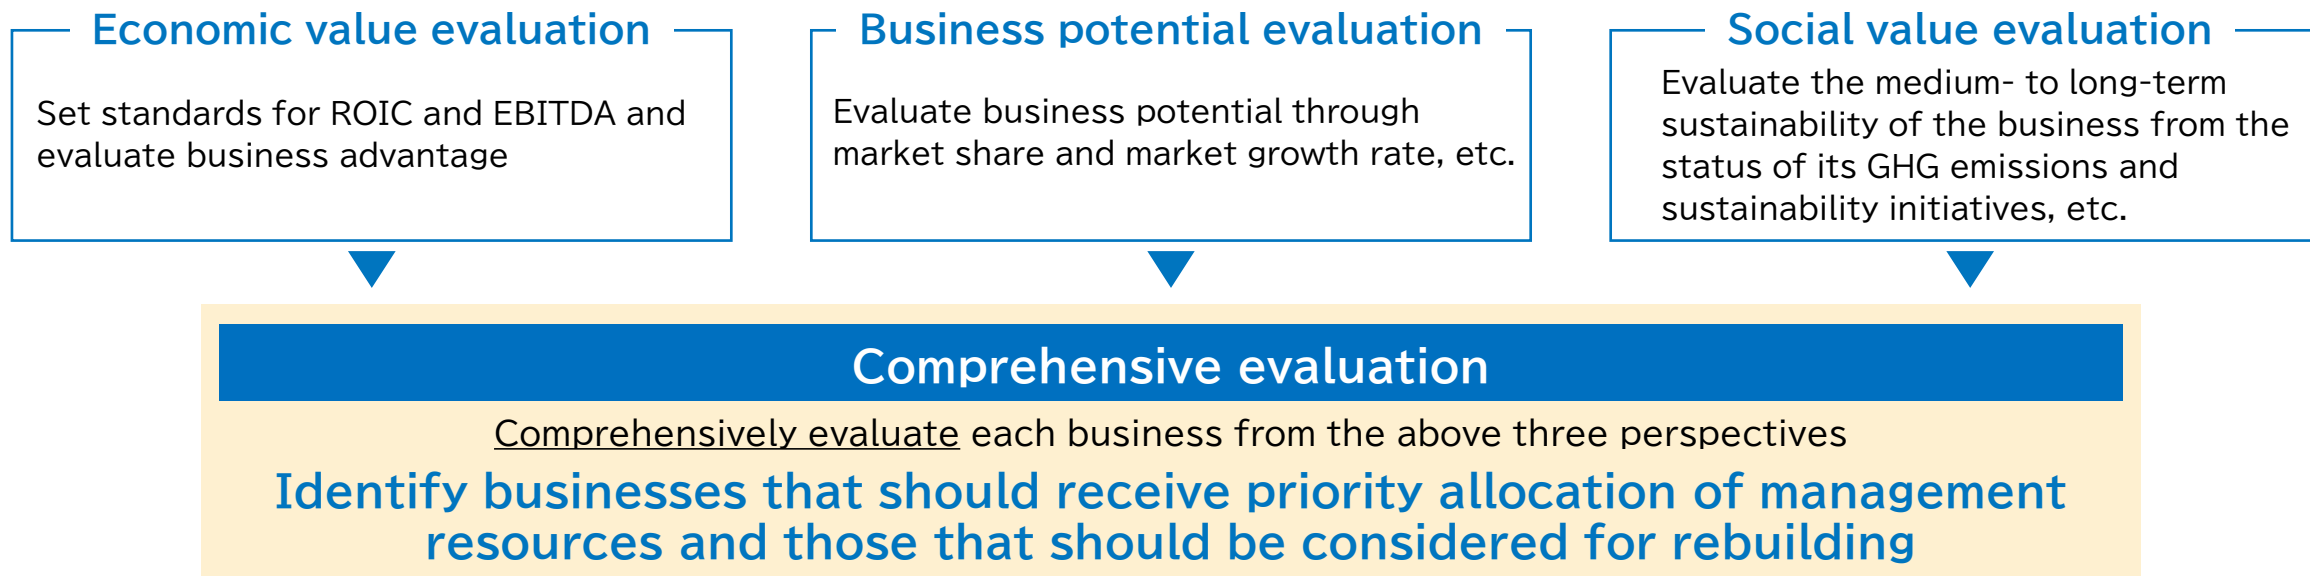 Economic value evaluation
Set standards for ROIC and EBITDA and
evaluate business advantage
Business potential evaluation
Evaluate business potential through
market share and market growth rate, etc.
Social value evaluation
Evaluate the medium- to long-term
sustainability of the business from the
status of its GHG emissions and
sustainability initiatives, etc.
Comprehensive evaluation
Comprehensively evaluate each business from the above three perspectives
Identify businesses that should receive priority allocation of management
resources and those that should be considered for rebuilding